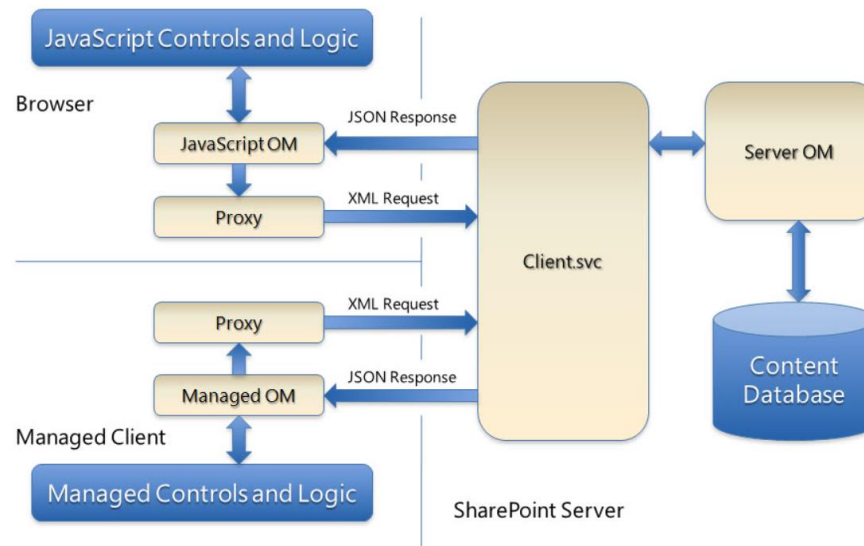 JavaScript Controls and Logic
Browser
JSON Response
JavaScript OM
XML Request
Proxy
Client.svc
Server OM
XML Request
Proxy
JSON Response
Managed OM
Managed Client
Managed Controls and Logic
Content
Database
SharePoint Server